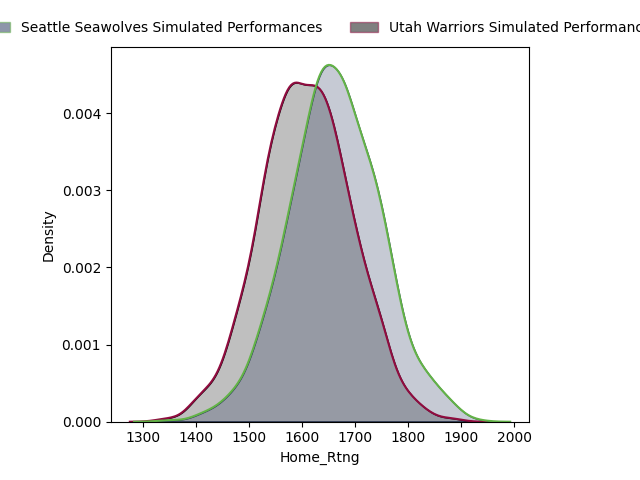 Seattle Seawolves Simulated Performances
Utah Warriors Simulated Performanc
0.004
0.003
0.002
0.001
0.000
Density
1300 1400 1500 1600 1700 1800 1900 2000
Home_Rtng